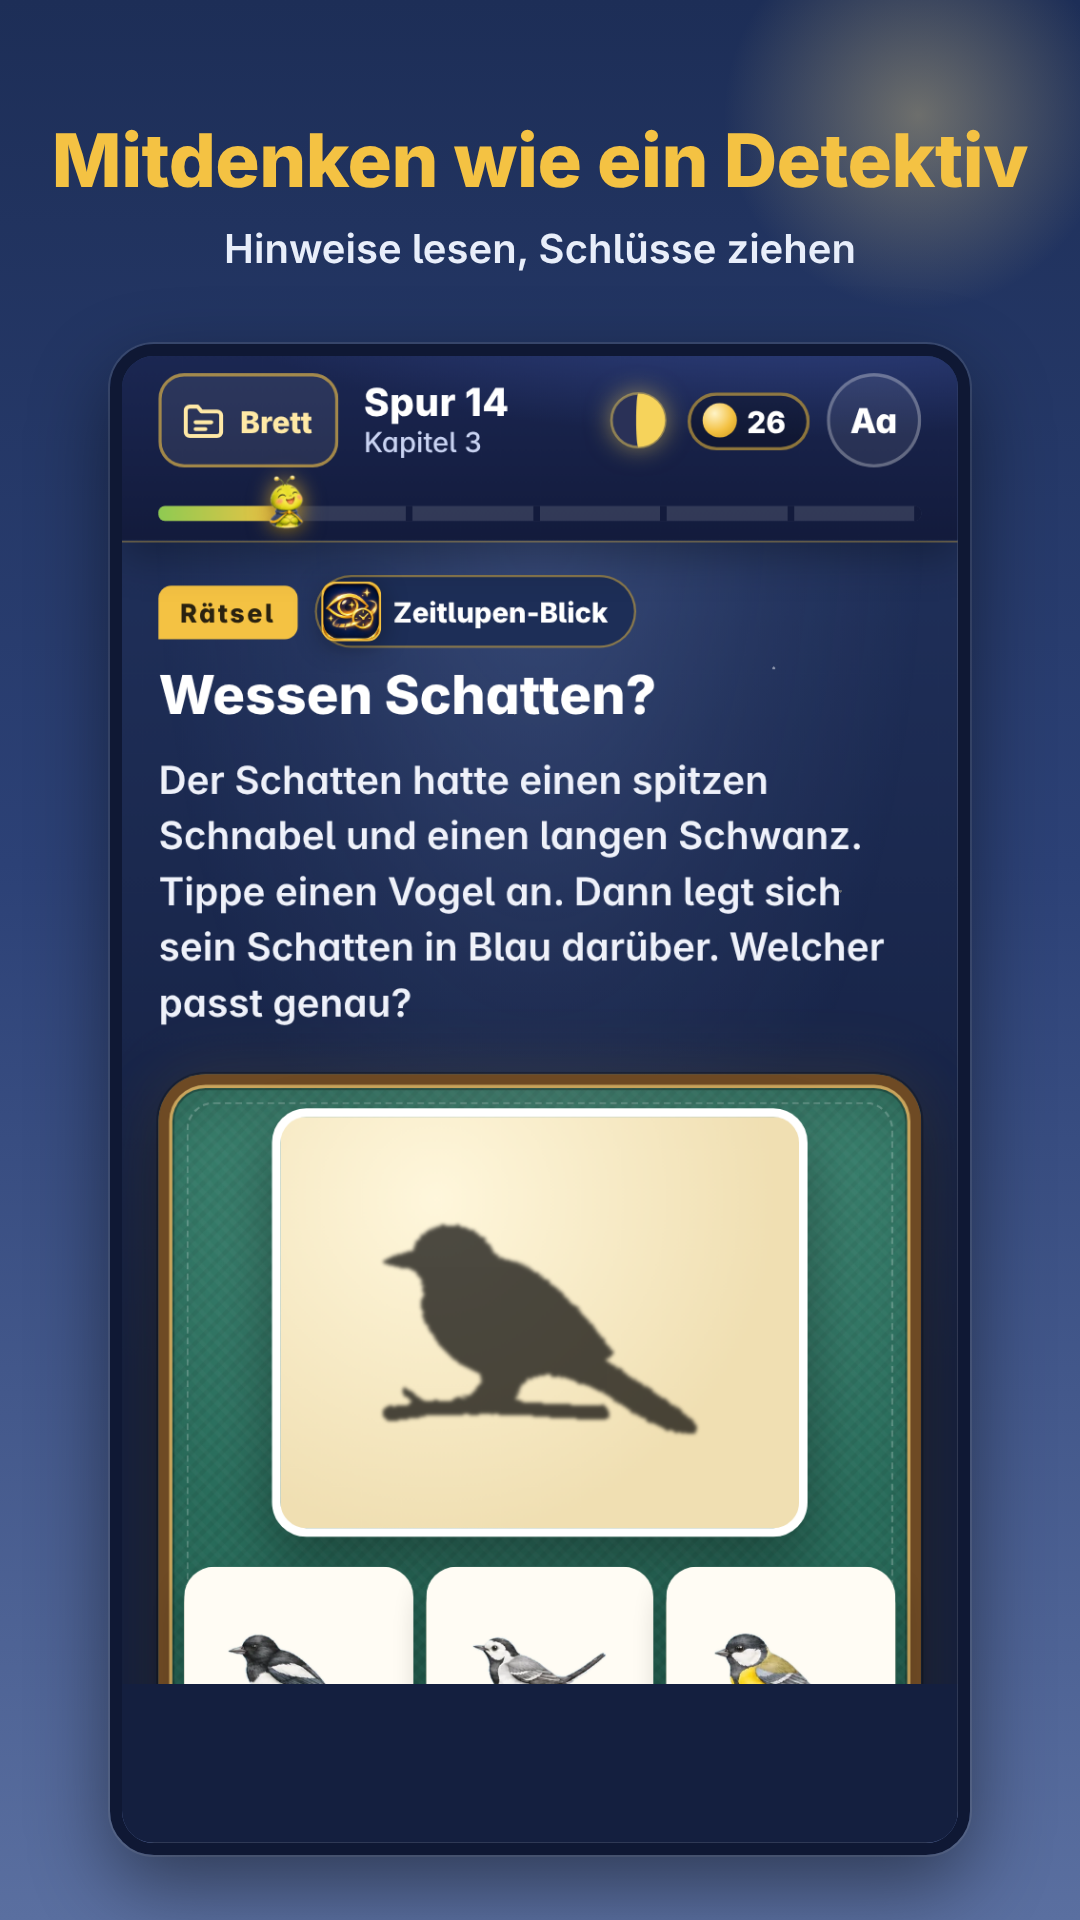 Mitdenken wie ein Detektiv
Hinweise lesen, Schlüsse ziehen
Brett
Spur 14
Kapitel 3
26
Aa
Rätsel
Zeitlupen-Blick
Wessen Schatten?
Der Schatten hatte einen spitzen
Schnabel und einen langen Schwanz.
Tippe einen Vogel an. Dann legt sich
sein Schatten in Blau darüber. Welcher
passt genau?